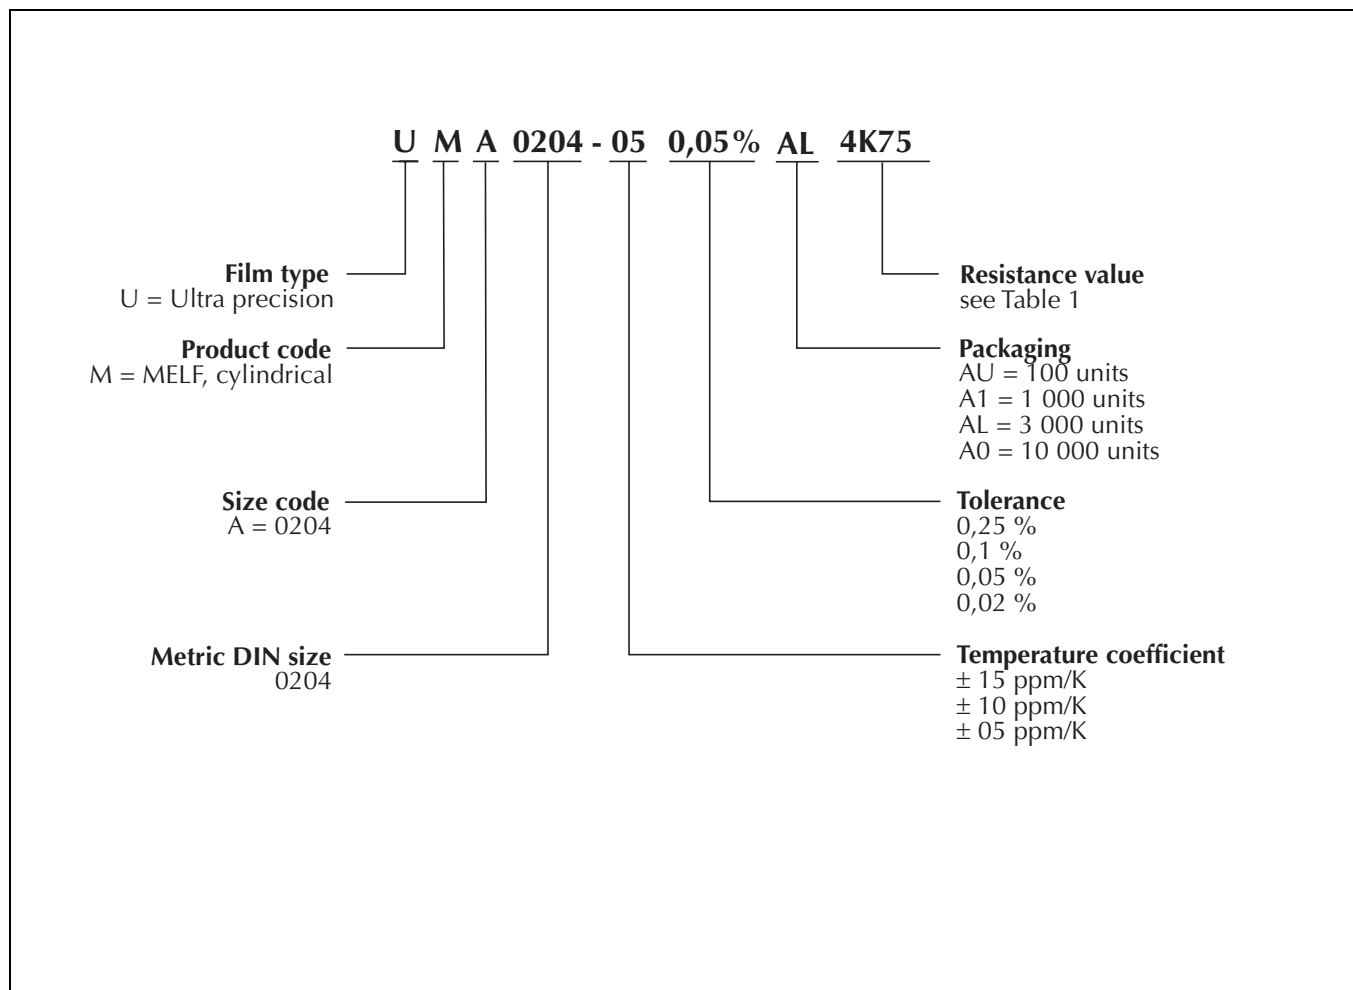 U M A 0204 - 05 0,05% AL 4K75
Film type
U = Ultra precision
Product code
M = MELF, cylindrical
Size code
A = 0204
Metric DIN size
0204
Resistance value
see Table 1
Packaging
AU = 100 units
A1 = 1 000 units
AL = 3 000 units
A0 = 10 000 units
Tolerance
0,25 %
0,1 %
0,05 %
0,02 %
Temperature coefficient
± 15 ppm/K
± 10 ppm/K
± 05 ppm/K